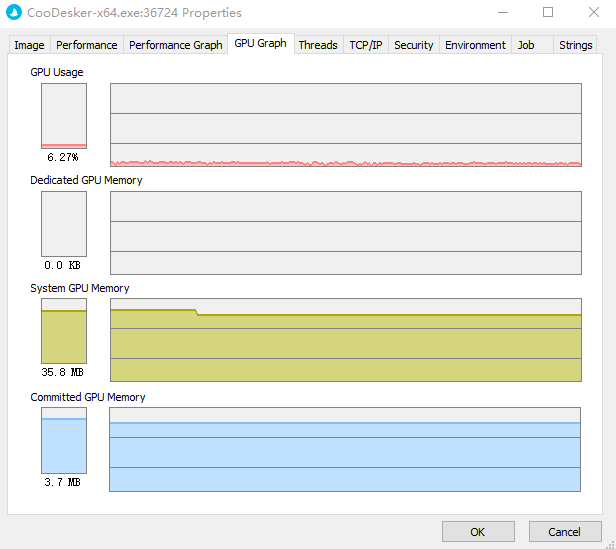 CooDesker-x64.exe:36724 Properties
Image Performance Performance Graph GPU Graph Threads TCP/IP Security Environment Job Strings
GPU Usage
6.27%
Dedicated GPU Memory
0.0 KB
System GPU Memory
35.8 MB
Committed GPU Memory
3.7 MB
OK Cancel